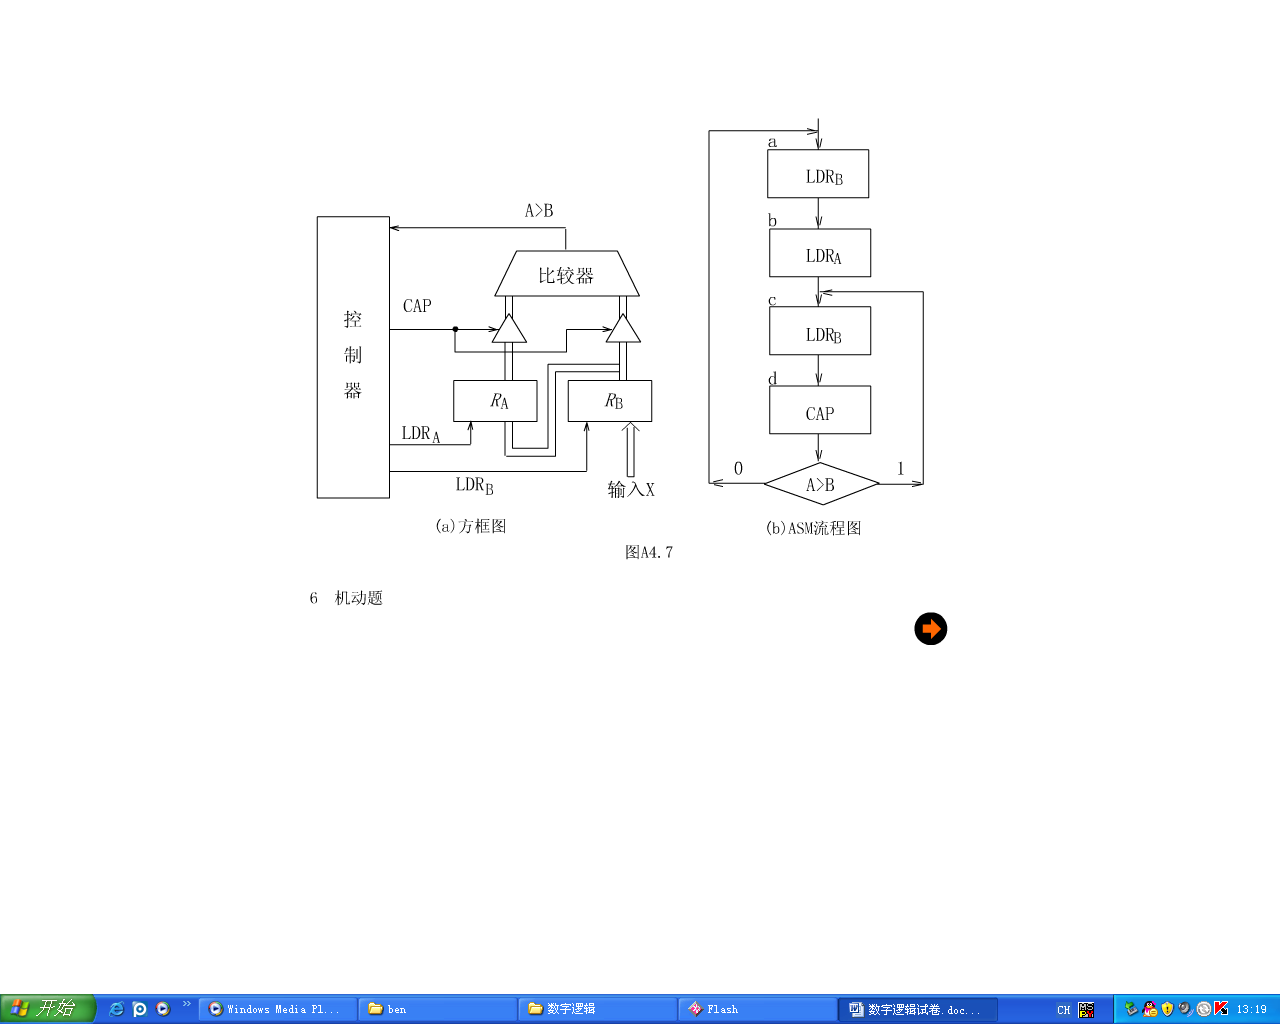 A>B
比较器
CAP
控
制
器
RA
RB
LDRA
LDRB
输入X
(a)方框图
a
LDRB
b
LDRA
c
LDRB
d
CAP
0
A>B
1
(b)ASM流程图
图A4.7
6 机动题
开始
Windows Media Pl...
ben
数字逻辑
Flash
数字逻辑试卷.doc...
CH
13:19